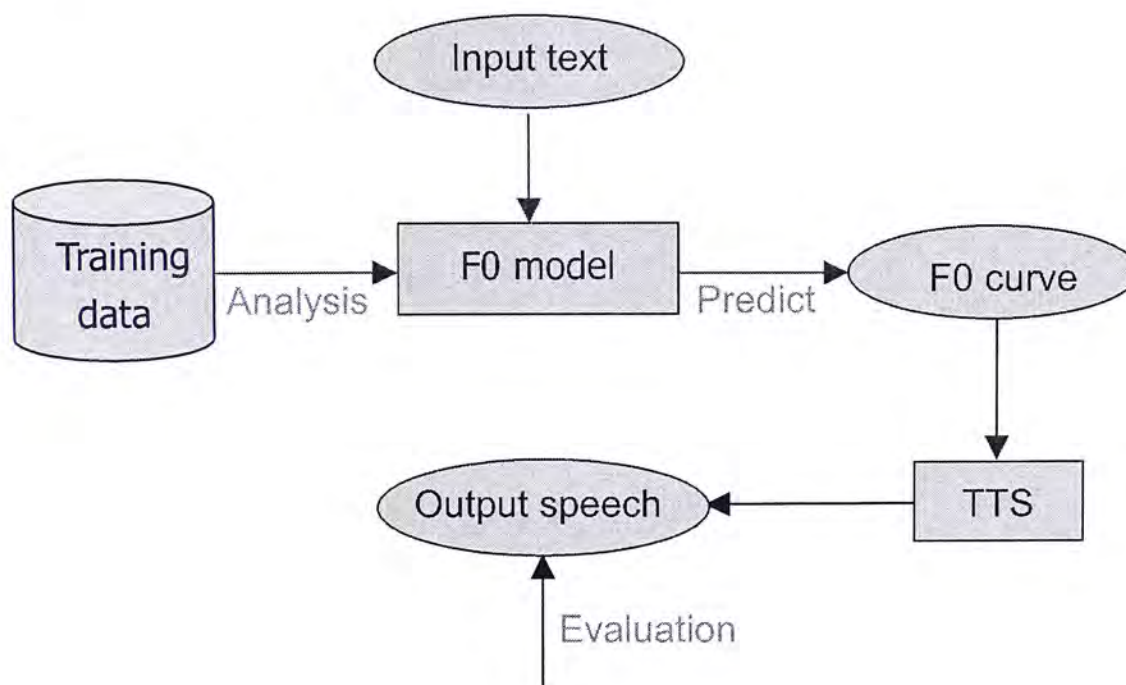 Input text
Training
data
Analysis
F0 model
Predict
F0 curve
TTS
Output speech
Evaluation